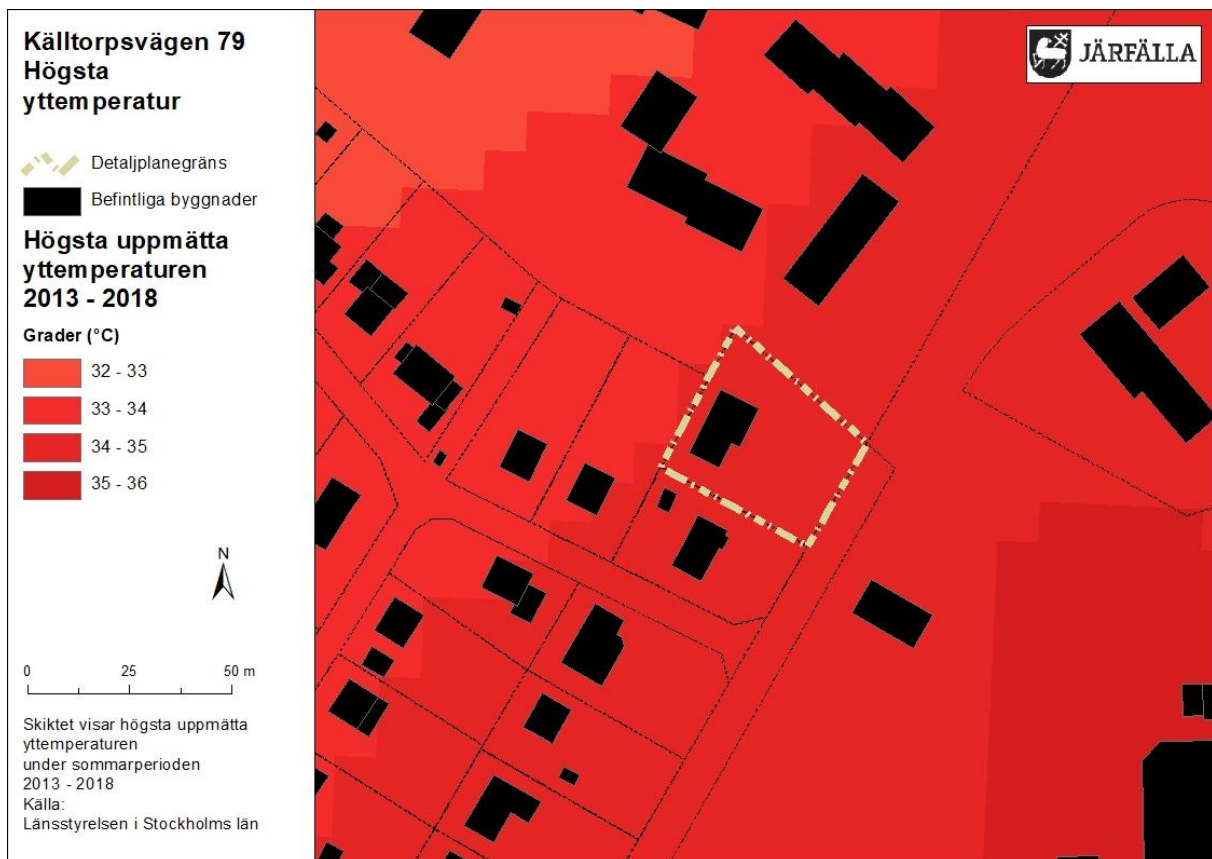 Källtorpsvägen 79
Högsta
yttemperatur
Detaljplanegräns
Befintliga byggnader
Högsta uppmätta
yttemperaturen
2013 - 2018
Grader (°C)
32 - 33
33 - 34
34 - 35
35 - 36
N
0 25 50 m
Skiktet visar högsta uppmätta
yttemperaturen
under sommarperioden
2013 - 2018
Källa:
Länsstyrelsen i Stockholms län
JÄRFÄLLA